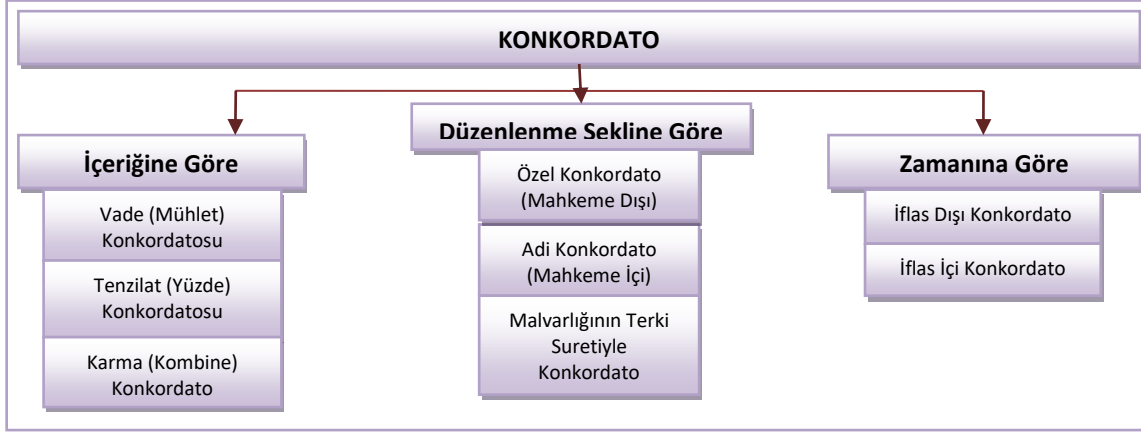 KONKORDATO
İçeriğine Göre
Vade (Mühlet)
Konkordatosu
Tenzilat (Yüzde)
Konkordatosu
Karma (Kombine)
Konkordato
Düzenlenme Sekline Göre
Özel Konkordato
(Mahkeme Dışı)
Adi Konkordato
(Mahkeme İçi)
Malvarlığının Terki
Suretiyle
Konkordato
Zamanına Göre
İflas Dışı Konkordato
İflas İçi Konkordato